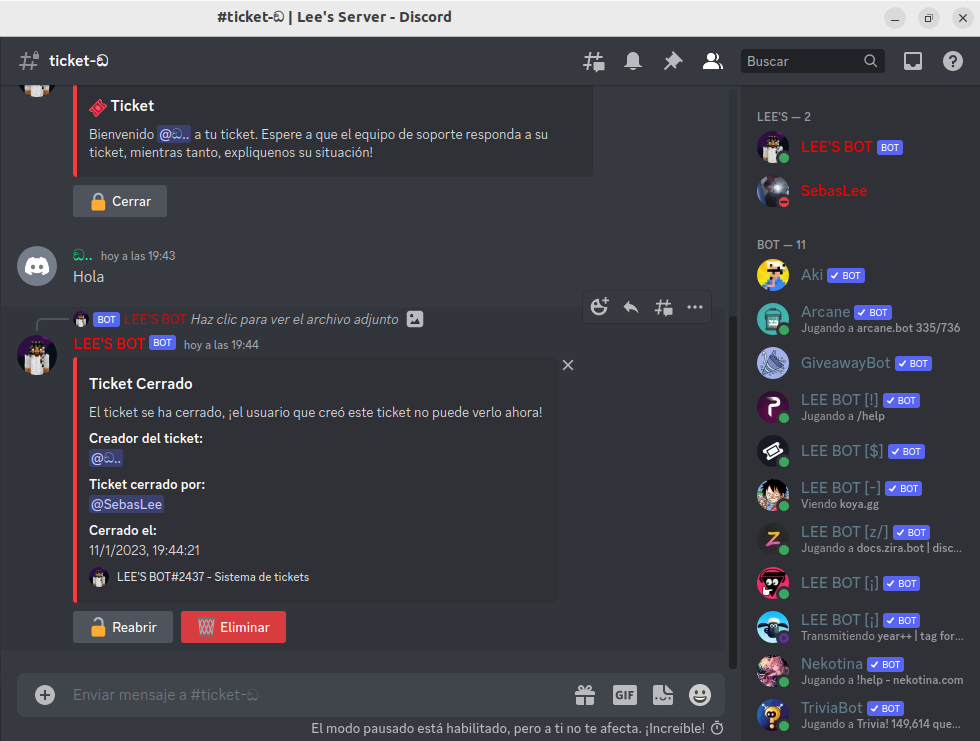 #ticket-ඩ | Lee's Server - Discord
ticket-ඩ
Buscar
Ticket
Bienvenido @ඩ.. a tu ticket. Espere a que el equipo de soporte responda a su
ticket, mientras tanto, expliquenos su situación!
Cerrar
ඩ.. hoy a las 19:43
Hola
BOT LEE'S BOT Haz clic para ver el archivo adjunto
LEE'S BOT BOT hoy a las 19:44
Ticket Cerrado
El ticket se ha cerrado, ¡el usuario que creó este ticket no puede verlo ahora!
Creador del ticket:
@ඩ..
Ticket cerrado por:
@SebasLee
Cerrado el:
11/1/2023, 19:44:21
LEE'S BOT#2437 - Sistema de tickets
Reabrir
Eliminar
Enviar mensaje a #ticket-ඩ
GIF
El modo pausado está habilitado, pero a ti no te afecta. ¡Increíble!
LEE'S — 2
LEE'S BOT BOT
SebasLee
BOT — 11
Aki BOT
Arcane BOT
Jugando a arcane.bot 335/736
GiveawayBot BOT
LEE BOT [!] BOT
Jugando a /help
LEE BOT [$] BOT
LEE BOT [-] BOT
Viendo koya.gg
LEE BOT [z/] BOT
Jugando a docs.zira.bot | disc...
LEE BOT [¡] BOT
LEE BOT [¡] BOT
Transmitiendo year++ | tag for...
Nekotina BOT
Jugando a !help - nekotina.com
TriviaBot BOT
Jugando a Trivia! 149,614 que...